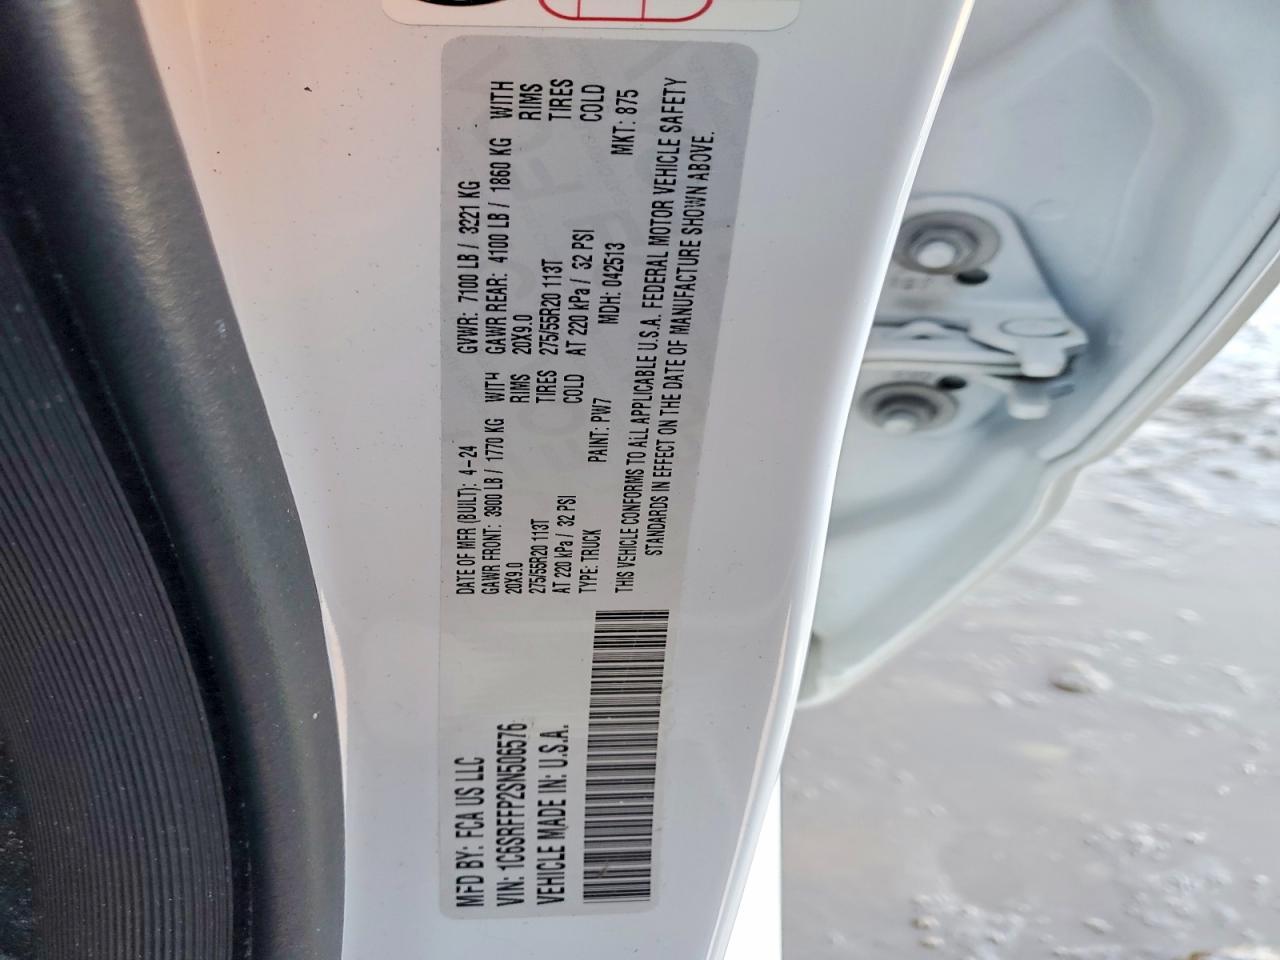 MFD BY: FCA US LLC
VIN: 1C6SRFFP2SN506576
VEHICLE MADE IN: U.S.A.
DATE OF MFR (BUILT): 4-24 GVWR: 7100 LB / 3221 KG
GAWR FRONT: 3900 LB / 1770 KG WITH GAWR REAR: 4100 LB / 1860 KG WITH
20X9.0 RIMS 20X9.0 RIMS
275/55R20 113T TIRES 275/55R20 113T TIRES
AT 220 kPa / 32 PSI COLD AT 220 kPa / 32 PSI COLD
TYPE: TRUCK PAINT: PW7 MDH: 042513 MKT: 875
THIS VEHICLE CONFORMS TO ALL APPLICABLE U.S.A. FEDERAL MOTOR VEHICLE SAFETY
STANDARDS IN EFFECT ON THE DATE OF MANUFACTURE SHOWN ABOVE.